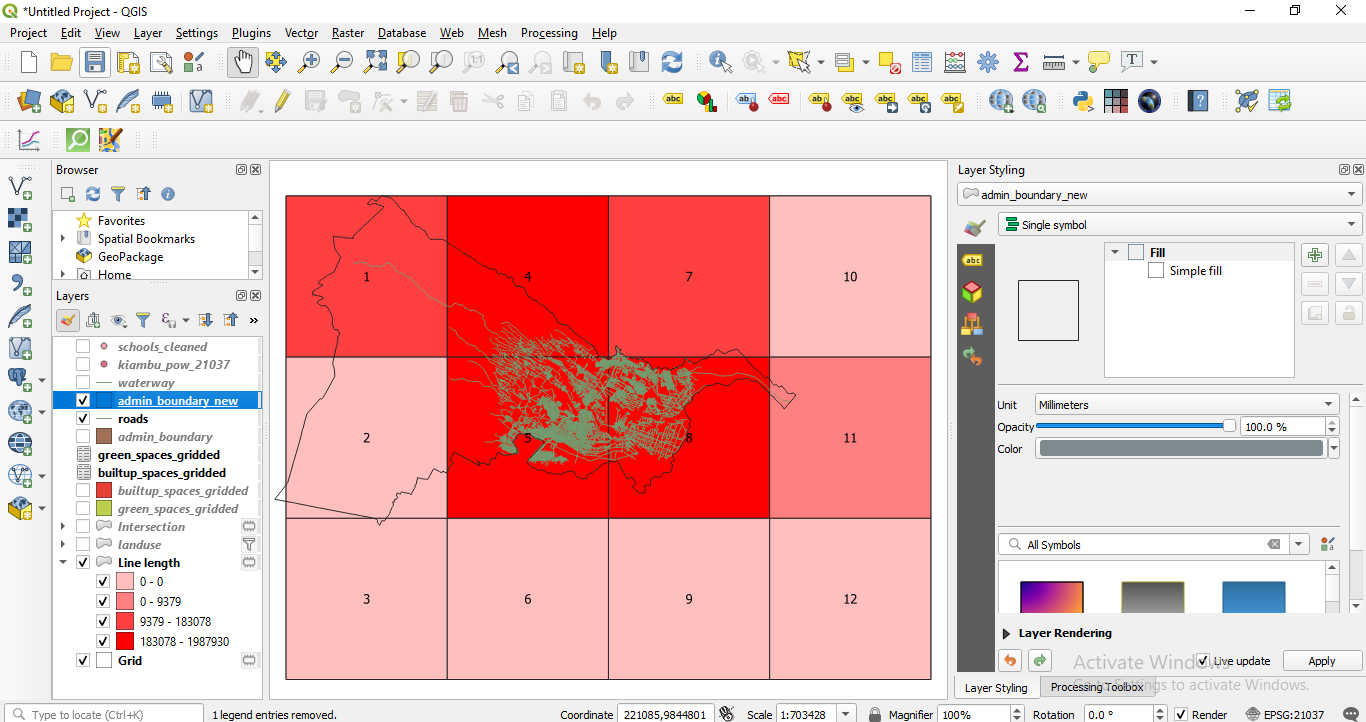 *Untitled Project - QGIS
Project Edit View Layer Settings Plugins Vector Raster Database Web Mesh Processing Help
Browser
Favorites
Spatial Bookmarks
GeoPackage
Home
Layers
schools_cleaned
kiambu_pow_21037
waterway
admin_boundary_new
roads
admin_boundary
green_spaces_gridded
builtup_spaces_gridded
builtup_spaces_gridded
green_spaces_gridded
Intersection
landuse
Line length
0 - 0
0 - 9379
9379 - 183078
183078 - 1987930
Grid
1 4 7 10
2 5 8 11
3 6 9 12
Layer Styling
admin_boundary_new
Single symbol
Fill
Simple fill
Unit Millimeters
Opacity 100.0 %
Color
All Symbols
Layer Rendering
Live update Apply
Activate Windows
Go to Settings to activate Windows.
Layer Styling Processing Toolbox
Type to locate (Ctrl+K) 1 legend entries removed. Coordinate 221085,9844801 Scale 1:703428 Magnifier 100% Rotation 0.0 ° Render EPSG:21037